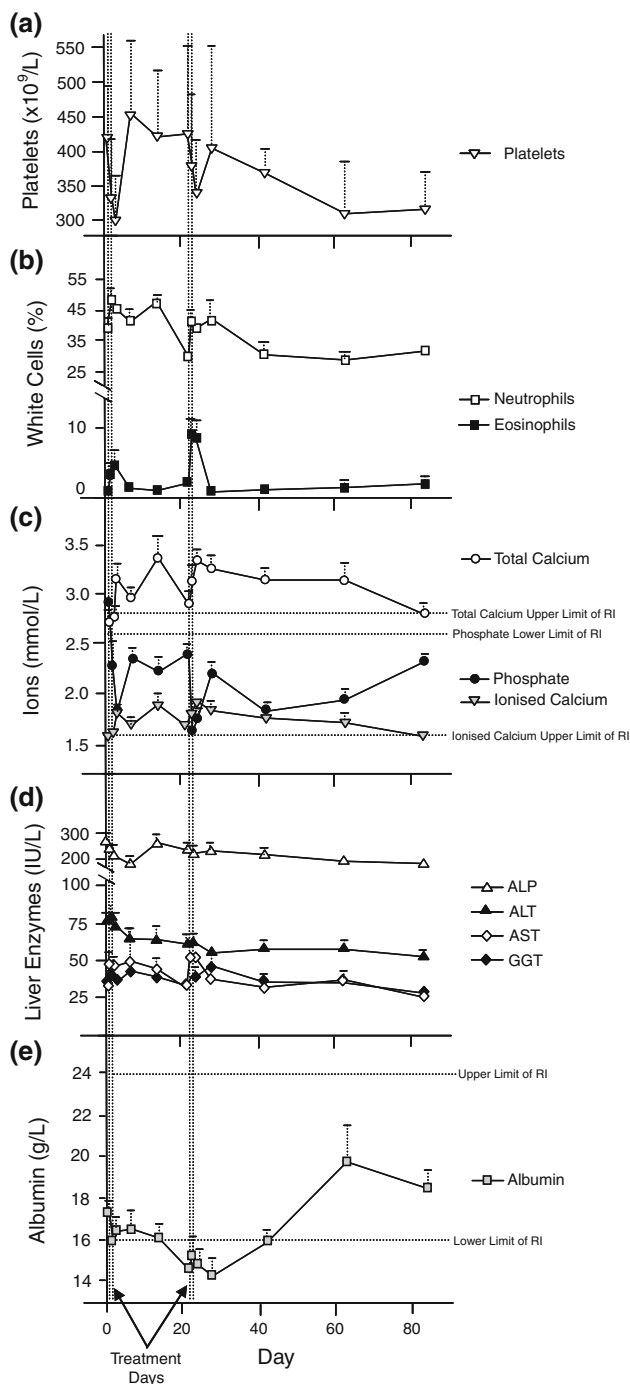 (a)
Platelets (x10⁹/L)
550
500
450
400
350
300
Platelets
(b)
White Cells (%)
55
45
35
25
10
0
Neutrophils
Eosinophils
(c)
Ions (mmol/L)
3.5
3.0
2.5
2.0
1.5
Total Calcium
Total Calcium Upper Limit of RI
Phosphate Lower Limit of RI
Phosphate
Ionised Calcium
Ionised Calcium Upper Limit of RI
(d)
Liver Enzymes (IU/L)
300
200
100
75
50
25
ALP
ALT
AST
GGT
(e)
Albumin (g/L)
24
22
20
18
16
14
Upper Limit of RI
Albumin
Lower Limit of RI
0 20 40 60 80
Treatment
Days
Day